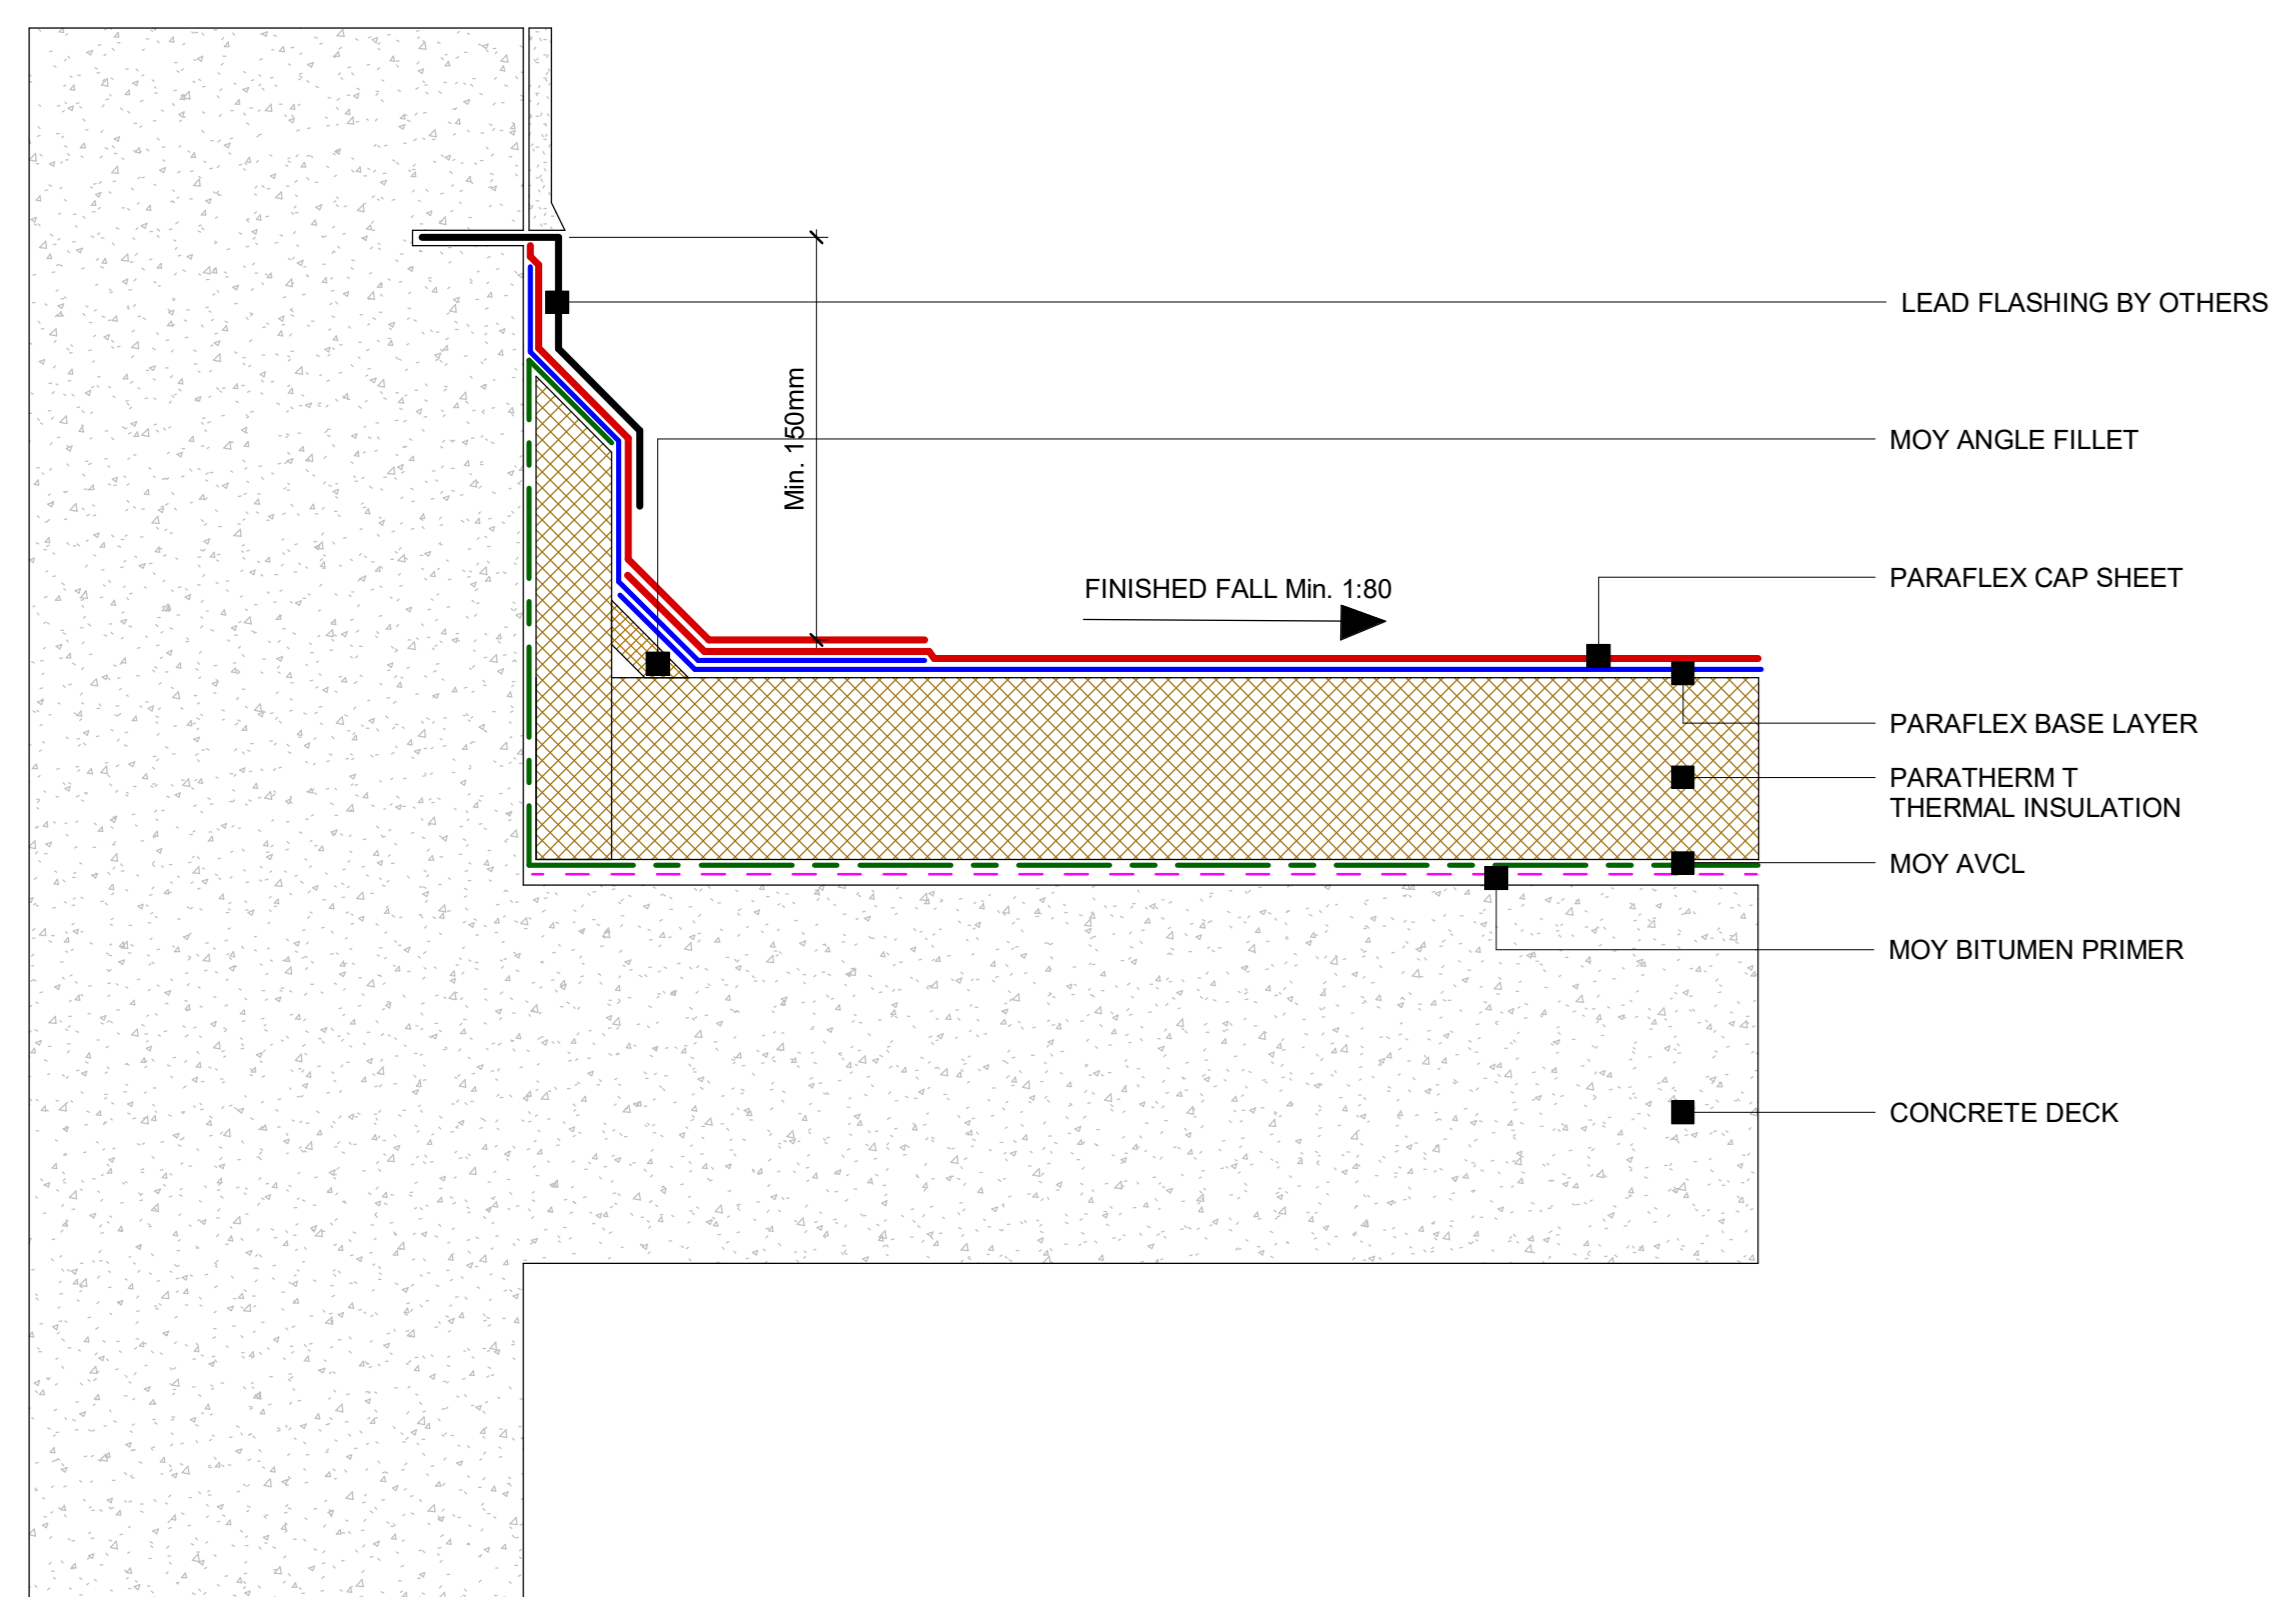 LEAD FLASHING BY OTHERS
MOY ANGLE FILLET
Min. 150mm
FINISHED FALL Min. 1:80
PARAFLEX CAP SHEET
PARAFLEX BASE LAYER
PARATHERM T
THERMAL INSULATION
MOY AVCL
MOY BITUMEN PRIMER
CONCRETE DECK